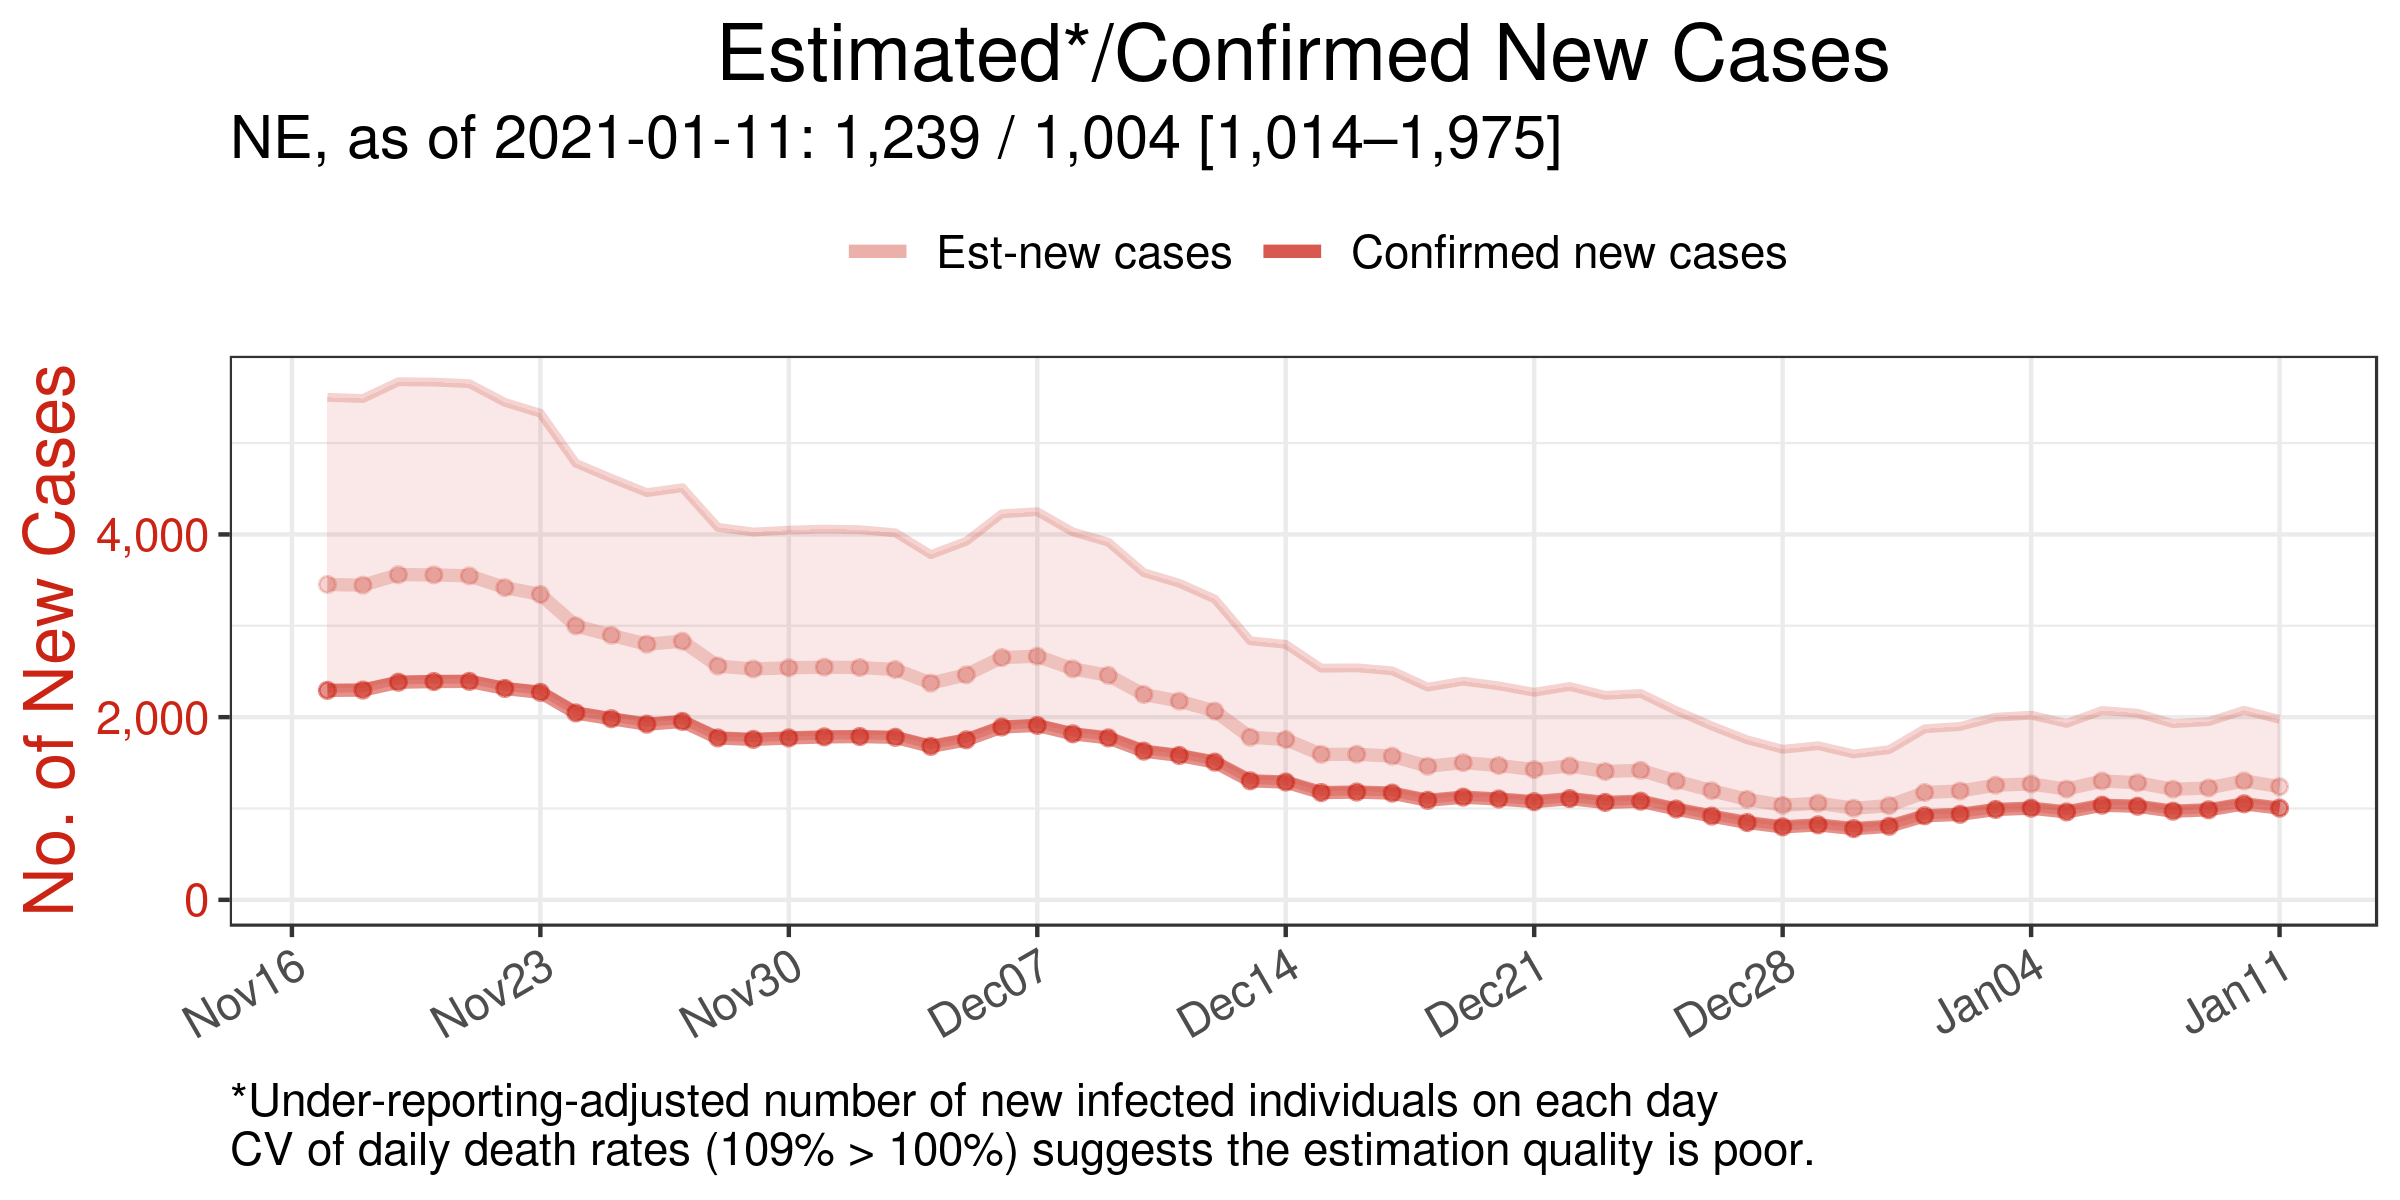 Estimated*/Confirmed New Cases
NE, as of 2021-01-11: 1,239 / 1,004 [1,014–1,975]
Est-new cases Confirmed new cases
No. of New Cases
4,000
2,000
0
Nov16 Nov23 Nov30 Dec07 Dec14 Dec21 Dec28 Jan04 Jan11
*Under-reporting-adjusted number of new infected individuals on each day
CV of daily death rates (109% > 100%) suggests the estimation quality is poor.